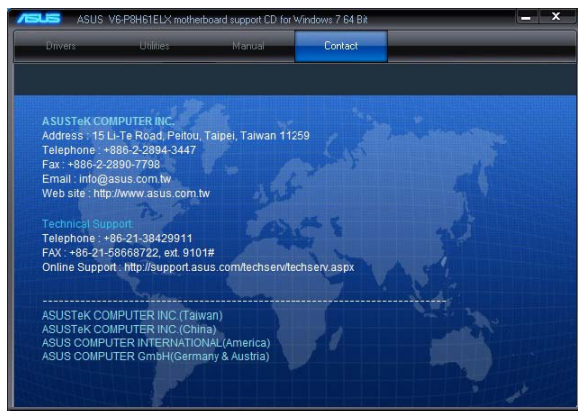 ASUS ASUS V6-P8H61ELX motherboard support CD for Windows 7 64 Bit
Drivers Utilities Manual Contact
ASUSTeK COMPUTER INC.
Address : 15 Li-Te Road, Peitou, Taipei, Taiwan 11259
Telephone : +886-2-2894-3447
Fax : +886-2-2890-7798
Email : info@asus.com.tw
Web site : http://www.asus.com.tw
Technical Support
Telephone : +86-21-38429911
FAX : +86-21-58668722, ext. 9101#
Online Support : http://support.asus.com/techserv/techserv.aspx
ASUSTeK COMPUTER INC.(Taiwan)
ASUSTeK COMPUTER INC.(China)
ASUS COMPUTER INTERNATIONAL(America)
ASUS COMPUTER GmbH(Germany & Austria)